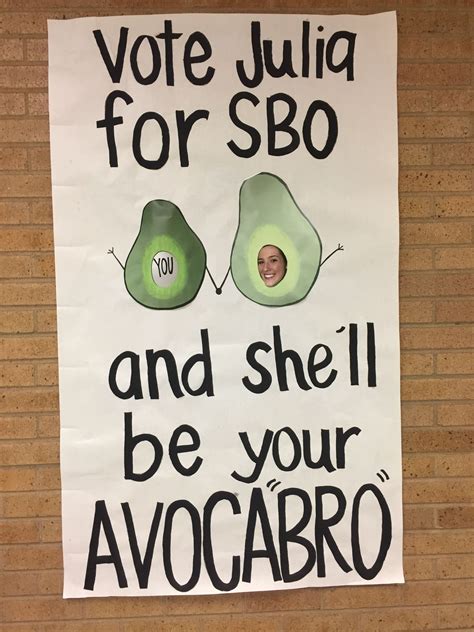 Vote Julia
for SBO
YOU
and she'll
be your
AVOCA"BRO"